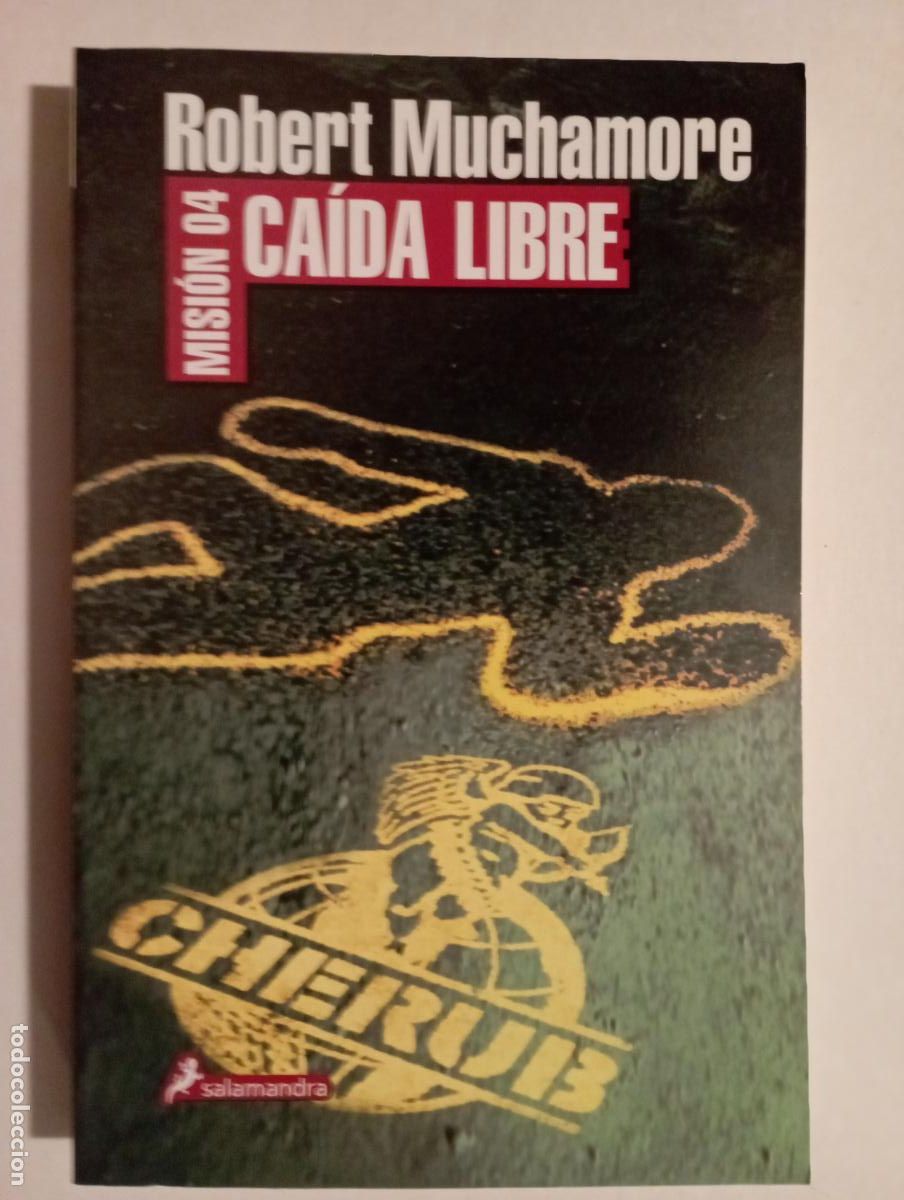 Robert Muchamore
MISIÓN 04
CAÍDA LIBRE
CHERUB
salamandra
todocoleccion